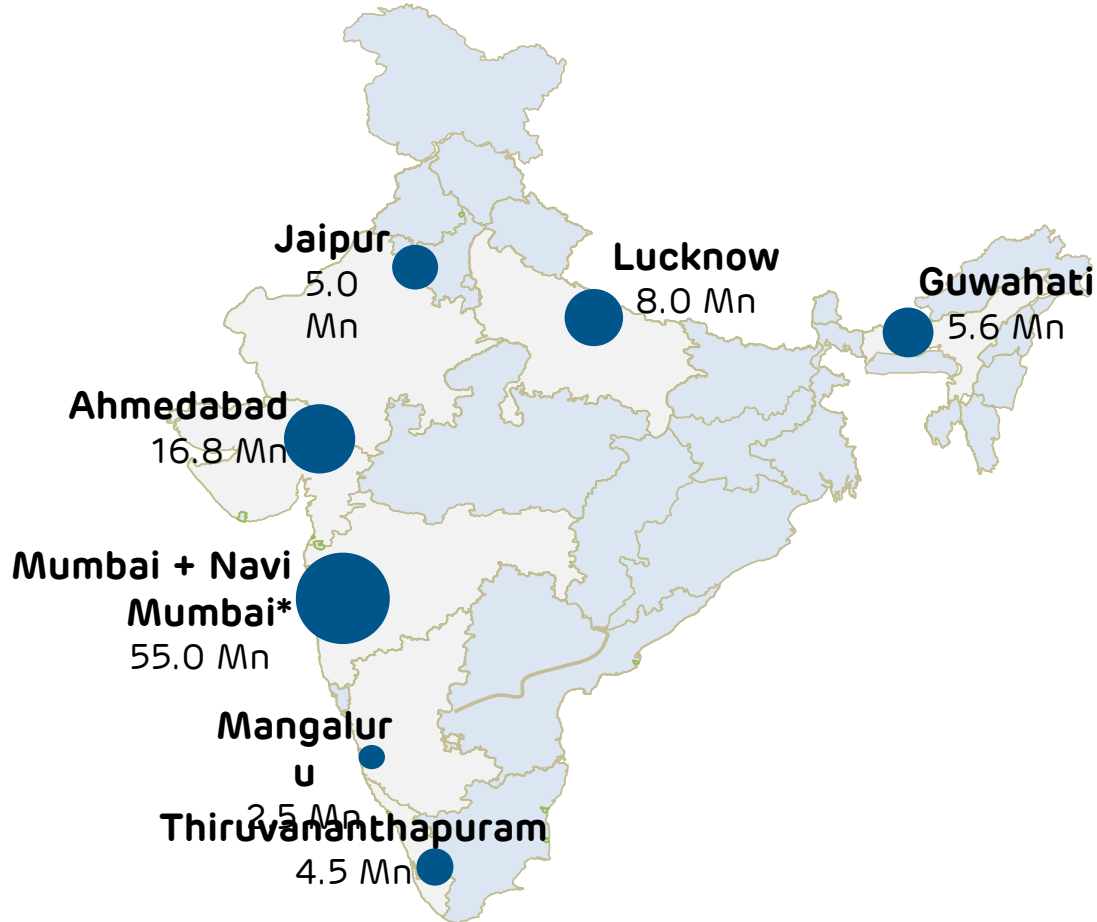 Jaipur
5.0
Mn
Lucknow
8.0 Mn
Guwahati
5.6 Mn
Ahmedabad
16.8 Mn
Mumbai + Navi
Mumbai*
55.0 Mn
Mangalur
u
2.5 Mn
Thiruvananthapuram
4.5 Mn